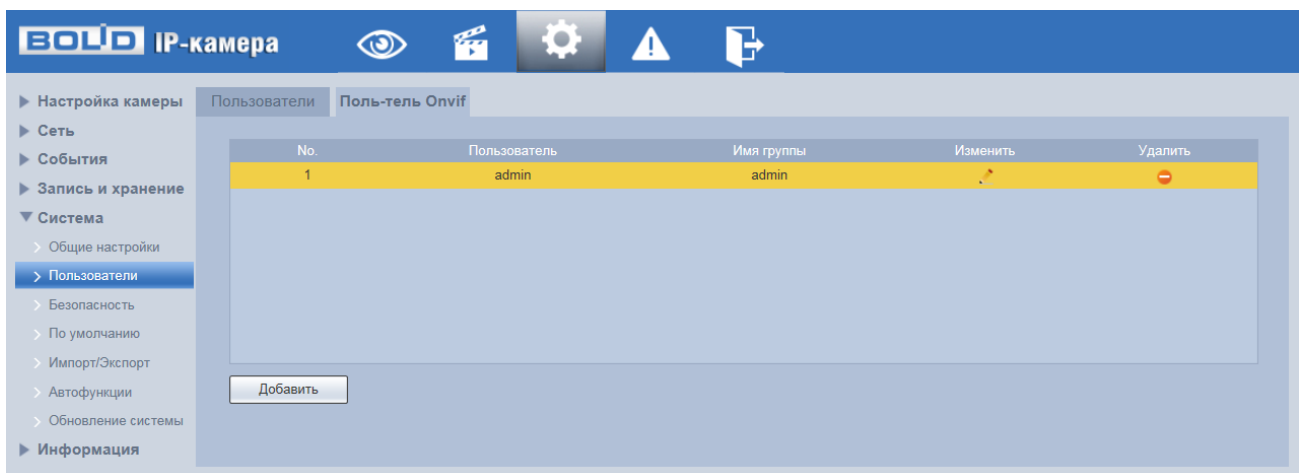 BOLID IP-камера
Настройка камеры
Сеть
События
Запись и хранение
Система
Общие настройки
Пользователи
Безопасность
По умолчанию
Импорт/Экспорт
Автофункции
Обновление системы
Информация
Пользователи Поль-тель Onvif
No. Пользователь Имя группы Изменить Удалить
1 admin admin
Добавить